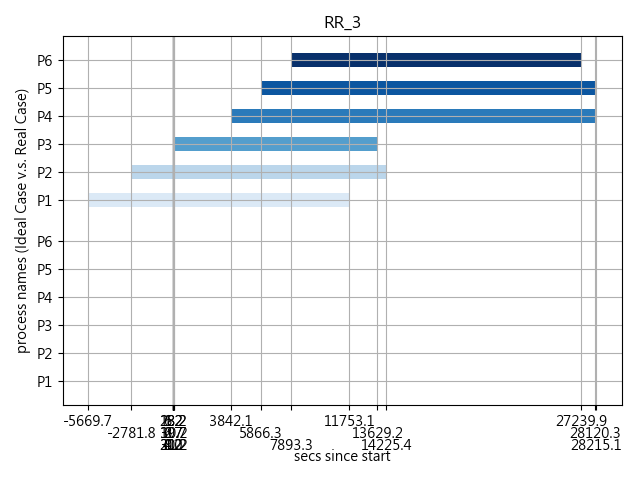 RR_3
process names (Ideal Case v.s. Real Case)
P6
P5
P4
P3
P2
P1
P6
P5
P4
P3
P2
P1
-5669.7 3842.1 11753.1 27239.9
-2781.8 5866.3 13629.2 28120.3
7893.3 14225.4 28215.1
secs since start